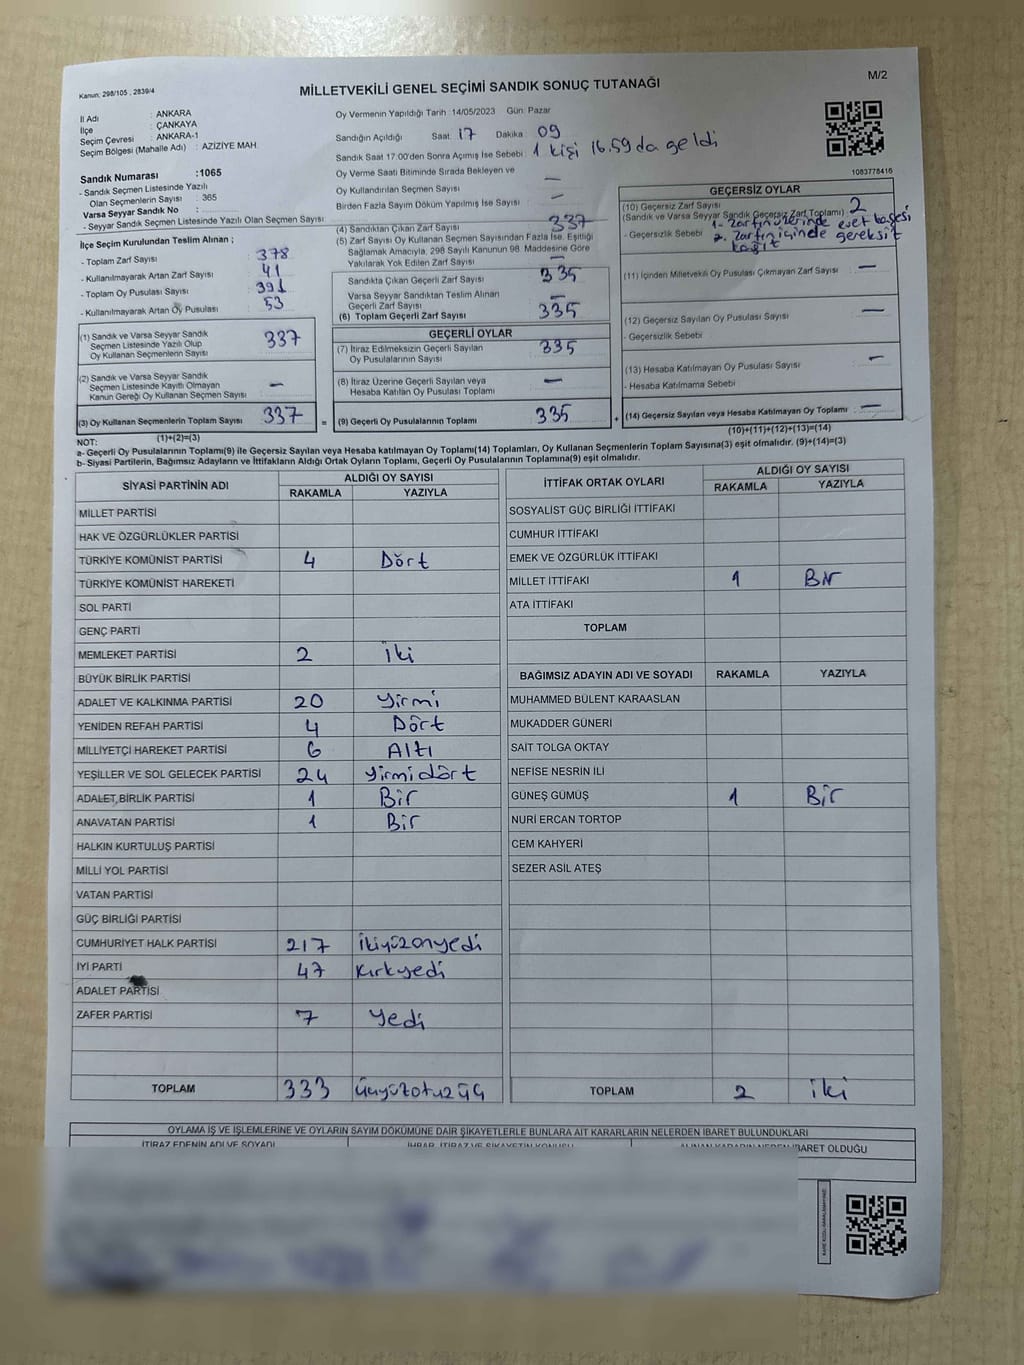 Kanun: 298/105 , 2839/4
MİLLETVEKİLİ GENEL SEÇİMİ SANDIK SONUÇ TUTANAĞI
M/2
İl Adı : ANKARA
İlçe : ÇANKAYA
Seçim Çevresi : ANKARA-1
Seçim Bölgesi (Mahalle Adı) : AZİZİYE MAH.
Oy Vermenin Yapıldığı Tarih 14/05/2023 Gün: Pazar
Sandığın Açıldığı Saat: 17 Dakika: 09
Sandık Saat 17:00'den Sonra Açımış İse Sebebi: 1 kişi 16.59 da geldi
1083778416
Sandık Numarası :1065
- Sandık Seçmen Listesinde Yazılı
Olan Seçmenlerin Sayısı : 365
Varsa Seyyar Sandık No :
- Seyyar Sandık Seçmen Listesinde Yazılı Olan Seçmen Sayısı:
Oy Verme Saati Bitiminde Sırada Bekleyen ve
Oy Kullandırılan Seçmen Sayısı —
Birden Fazla Sayım Döküm Yapılmış İse Sayısı : —
İlçe Seçim Kurulundan Teslim Alınan ;
- Toplam Zarf Sayısı : 378
- Kullanılmayarak Artan Zarf Sayısı : 41
- Toplam Oy Pusulası Sayısı : 391
- Kullanılmayarak Artan Oy Pusulası : 53
(1) Sandık ve Varsa Seyyar Sandık
Seçmen Listesinde Yazılı Olup
Oy Kullanan Seçmenlerin Sayısı 337
(2) Sandık ve Varsa Seyyar Sandık
Seçmen Listesinde Kayıtlı Olmayan
Kanun Gereği Oy Kullanan Seçmen Sayısı —
(3) Oy Kullanan Seçmenlerin Toplam Sayısı 337
(1)+(2)=(3)
(4) Sandıktan Çıkan Zarf Sayısı 337
(5) Zarf Sayısı Oy Kullanan Seçmen Sayısından Fazla İse, Eşitliği
Sağlamak Amacıyla, 298 Sayılı Kanunun 98. Maddesine Göre
Yakılarak Yok Edilen Zarf Sayısı —
Sandıkta Çıkan Geçerli Zarf Sayısı 335
Varsa Seyyar Sandıktan Teslim Alınan
Geçerli Zarf Sayısı —
(6) Toplam Geçerli Zarf Sayısı 335
GEÇERLİ OYLAR
(7) İtiraz Edilmeksizin Geçerli Sayılan
Oy Pusulalarının Sayısı 335
(8) İtiraz Üzerine Geçerli Sayılan veya
Hesaba Katılan Oy Pusulası Toplamı —
= (9) Geçerli Oy Pusulalarının Toplamı 335
GEÇERSİZ OYLAR
(10) Geçersiz Zarf Sayısı 2
(Sandık ve Varsa Seyyar Sandık Geçersiz Zarf Toplamı)
- Geçersizlik Sebebi 1- zarfın üzerinde evet kaşesi
2. zarfın içinde gereksiz
kağıt
(11) İçinden Milletvekili Oy Pusulası Çıkmayan Zarf Sayısı —
(12) Geçersiz Sayılan Oy Pusulası Sayısı —
- Geçersizlik Sebebi
(13) Hesaba Katılmayan Oy Pusulası Sayısı —
- Hesaba Katılmama Sebebi
+ (14) Geçersiz Sayılan veya Hesaba Katılmayan Oy Toplamı —
(10)+(11)+(12)+(13)=(14)
NOT:
a- Geçerli Oy Pusulalarının Toplamı(9) ile Geçersiz Sayılan veya Hesaba katılmayan Oy Toplamı(14) Toplamları, Oy Kullanan Seçmenlerin Toplam Sayısına(3) eşit olmalıdır. (9)+(14)=(3)
b- Siyasi Partilerin, Bağımsız Adayların ve İttifakların Aldığı Ortak Oyların Toplamı, Geçerli Oy Pusulalarının Toplamına(9) eşit olmalıdır.
SİYASİ PARTİNİN ADI ALDIĞI OY SAYISI
RAKAMLA YAZIYLA
MİLLET PARTİSİ
HAK VE ÖZGÜRLÜKLER PARTİSİ
TÜRKİYE KOMÜNİST PARTİSİ 4 Dört
TÜRKİYE KOMÜNİST HAREKETİ
SOL PARTİ
GENÇ PARTİ
MEMLEKET PARTİSİ 2 iki
BÜYÜK BİRLİK PARTİSİ
ADALET VE KALKINMA PARTİSİ 20 Yirmi
YENİDEN REFAH PARTİSİ 4 Dört
MİLLİYETÇİ HAREKET PARTİSİ 6 Altı
YEŞİLLER VE SOL GELECEK PARTİSİ 24 Yirmidört
ADALET BİRLİK PARTİSİ 1 Bir
ANAVATAN PARTİSİ 1 Bir
HALKIN KURTULUŞ PARTİSİ
MİLLİ YOL PARTİSİ
VATAN PARTİSİ
GÜÇ BİRLİĞİ PARTİSİ
CUMHURİYET HALK PARTİSİ 217 ikiyüzonyedi
İYİ PARTİ 47 Kırkyedi
ADALET PARTİSİ
ZAFER PARTİSİ 7 Yedi
TOPLAM 333 üçyüzotuzüç
İTTİFAK ORTAK OYLARI ALDIĞI OY SAYISI
RAKAMLA YAZIYLA
SOSYALİST GÜÇ BİRLİĞİ İTTİFAKI
CUMHUR İTTİFAKI
EMEK VE ÖZGÜRLÜK İTTİFAKI
MİLLET İTTİFAKI 1 Bir
ATA İTTİFAKI
TOPLAM
BAĞIMSIZ ADAYIN ADI VE SOYADI RAKAMLA YAZIYLA
MUHAMMED BÜLENT KARAASLAN
MUKADDER GÜNERİ
SAİT TOLGA OKTAY
NEFİSE NESRİN İLİ
GÜNEŞ GÜMÜŞ 1 Bir
NURİ ERCAN TORTOP
CEM KAHYERİ
SEZER ASİL ATEŞ
TOPLAM 2 iki
OYLAMA İŞ VE İŞLEMLERİNE VE OYLARIN SAYIM DÖKÜMÜNE DAİR ŞİKAYETLERLE BUNLARA AİT KARARLARIN NELERDEN İBARET BULUNDUKLARI
İTİRAZ EDENİN ADI VE SOYADI İHBAR, İTİRAZ VE ŞİKAYETİN KONUSU ALINAN KARARIN NEDEN İBARET OLDUĞU